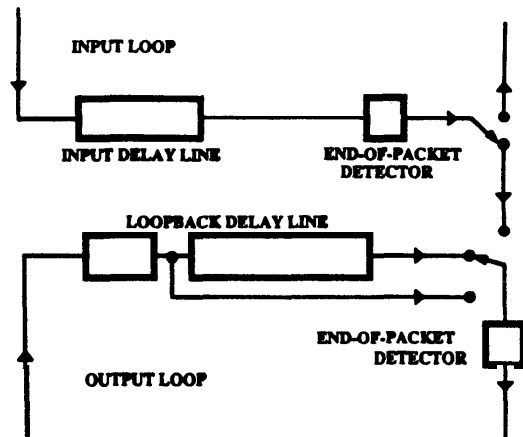 INPUT LOOP
INPUT DELAY LINE
END-OF-PACKET
DETECTOR
LOOPBACK DELAY LINE
END-OF-PACKET
DETECTOR
OUTPUT LOOP